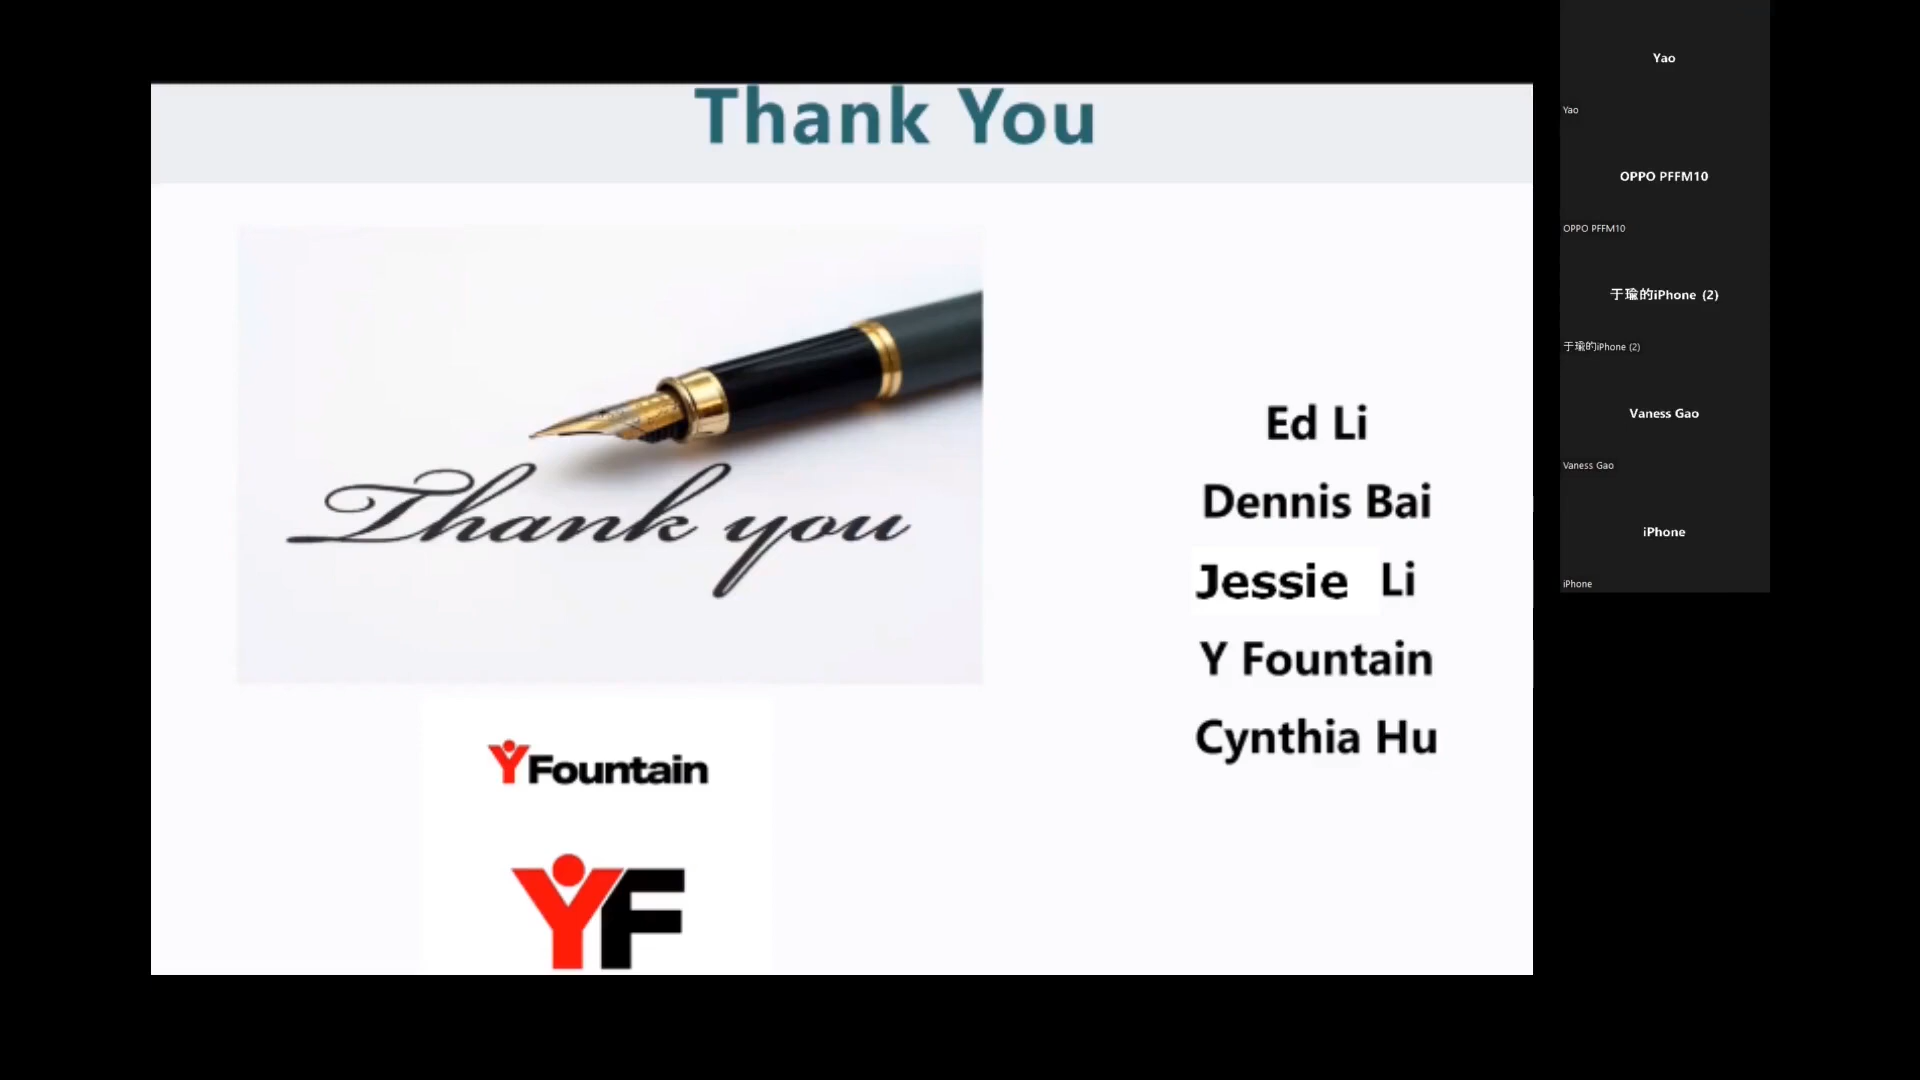 Thank You
Thank you
Ed Li
Dennis Bai
Jessie Li
Y Fountain
Cynthia Hu
YFountain
YF
Yao
Yao
OPPO PFFM10
OPPO PFFM10
于瑜的iPhone (2)
于瑜的iPhone (2)
Vaness Gao
Vaness Gao
iPhone
iPhone